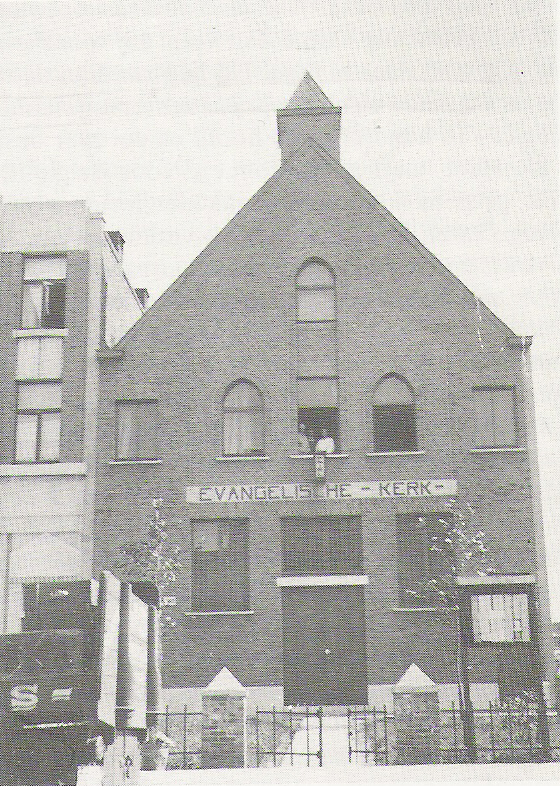 EVANGELISCHE - KERK -
S =